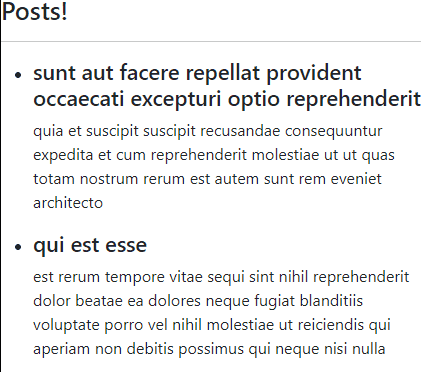 Posts!
sunt aut facere repellat provident
occaecati excepturi optio reprehenderit
quia et suscipit suscipit recusandae consequuntur
expedita et cum reprehenderit molestiae ut ut quas
totam nostrum rerum est autem sunt rem eveniet
architecto
qui est esse
est rerum tempore vitae sequi sint nihil reprehenderit
dolor beatae ea dolores neque fugiat blanditiis
voluptate porro vel nihil molestiae ut reiciendis qui
aperiam non debitis possimus qui neque nisi nulla